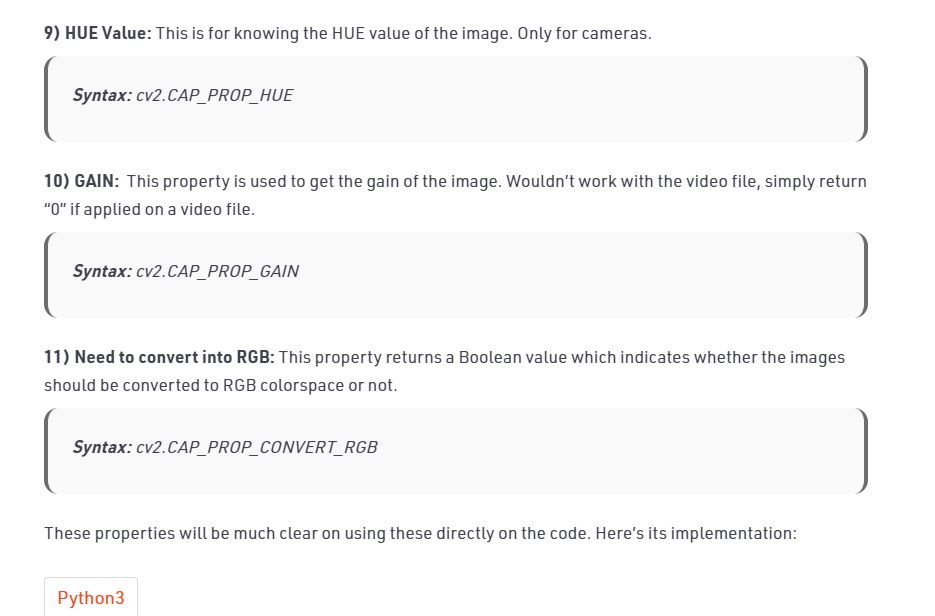 9) HUE Value: This is for knowing the HUE value of the image. Only for cameras.
Syntax: cv2.CAP_PROP_HUE
10) GAIN:  This property is used to get the gain of the image. Wouldn’t work with the video file, simply return
“0” if applied on a video file.
Syntax: cv2.CAP_PROP_GAIN
11) Need to convert into RGB: This property returns a Boolean value which indicates whether the images
should be converted to RGB colorspace or not.
Syntax: cv2.CAP_PROP_CONVERT_RGB
These properties will be much clear on using these directly on the code. Here’s its implementation:
Python3